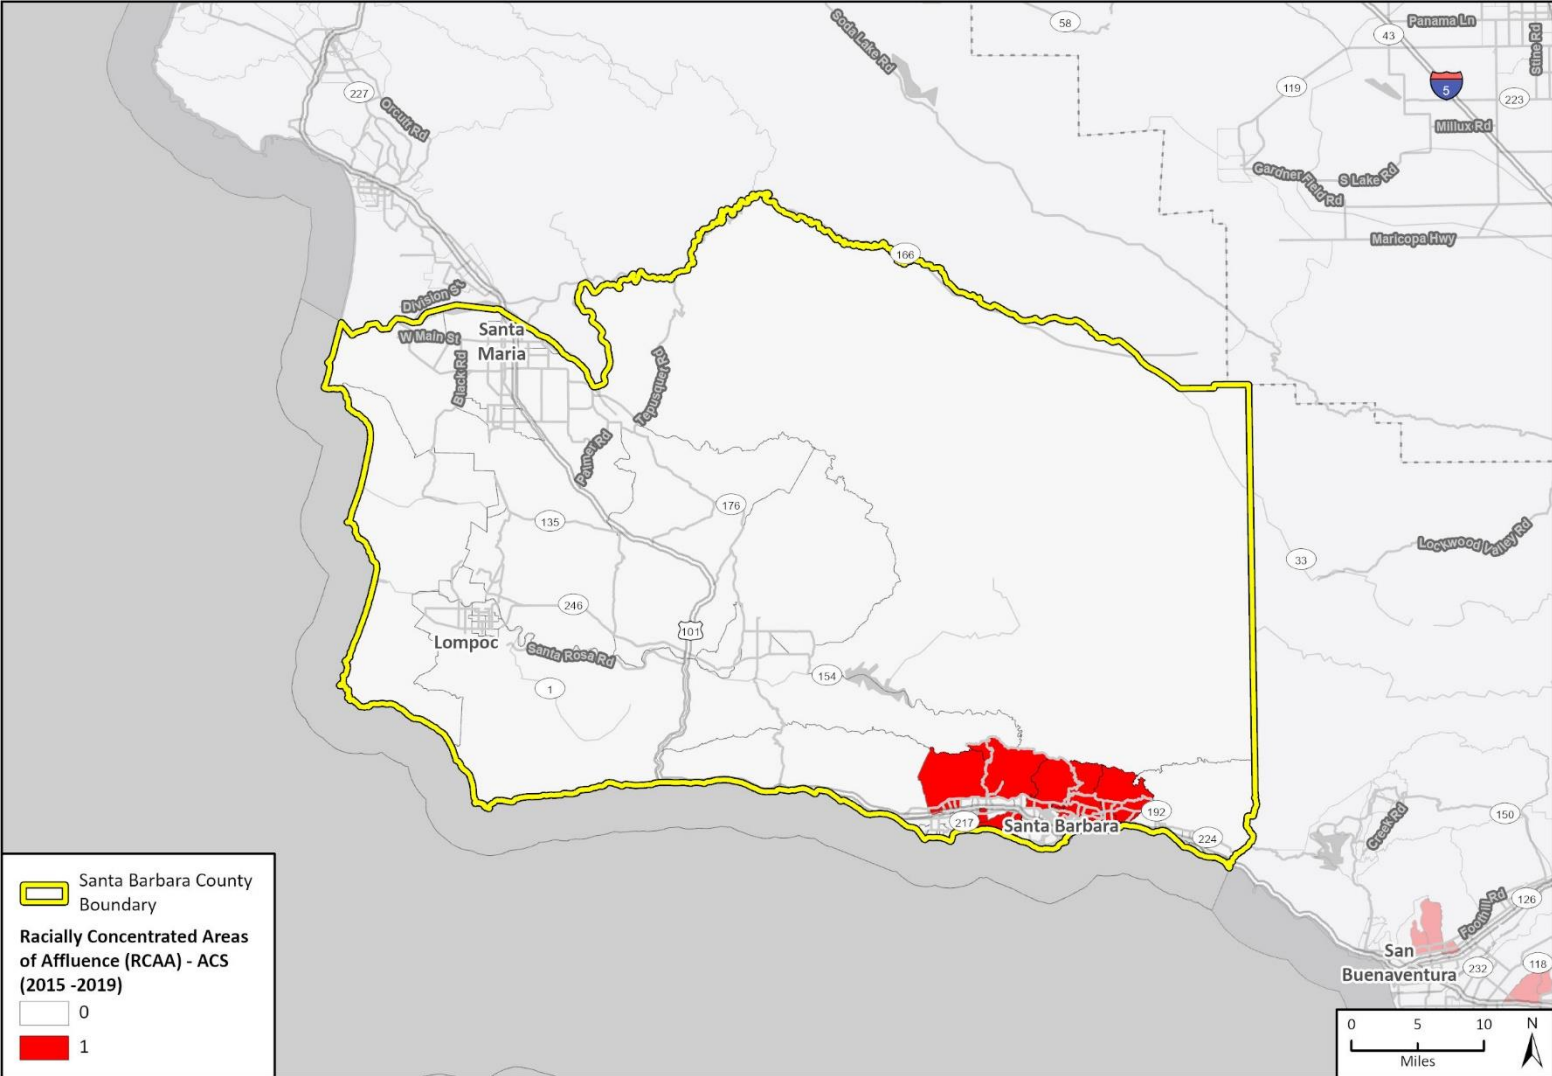 58
Panama Ln
43
Stine Rd
Soda Lake Rd
227
Orcutt Rd
119
5
223
Millux Rd
Gardner Field Rd
S Lake Rd
Maricopa Hwy
166
Division St
W Main St
Santa
Maria
Black Rd
Tepusquet Rd
Palmer Rd
176
135
Lockwood Valley Rd
33
246
101
Lompoc
Santa Rosa Rd
154
1
192
217
Santa Barbara
224
150
Creek Rd
126
Foothill Rd
San
Buenaventura
232
118
Santa Barbara County
Boundary
Racially Concentrated Areas
of Affluence (RCAA) - ACS
(2015 -2019)
0
1
0 5 10
Miles
N